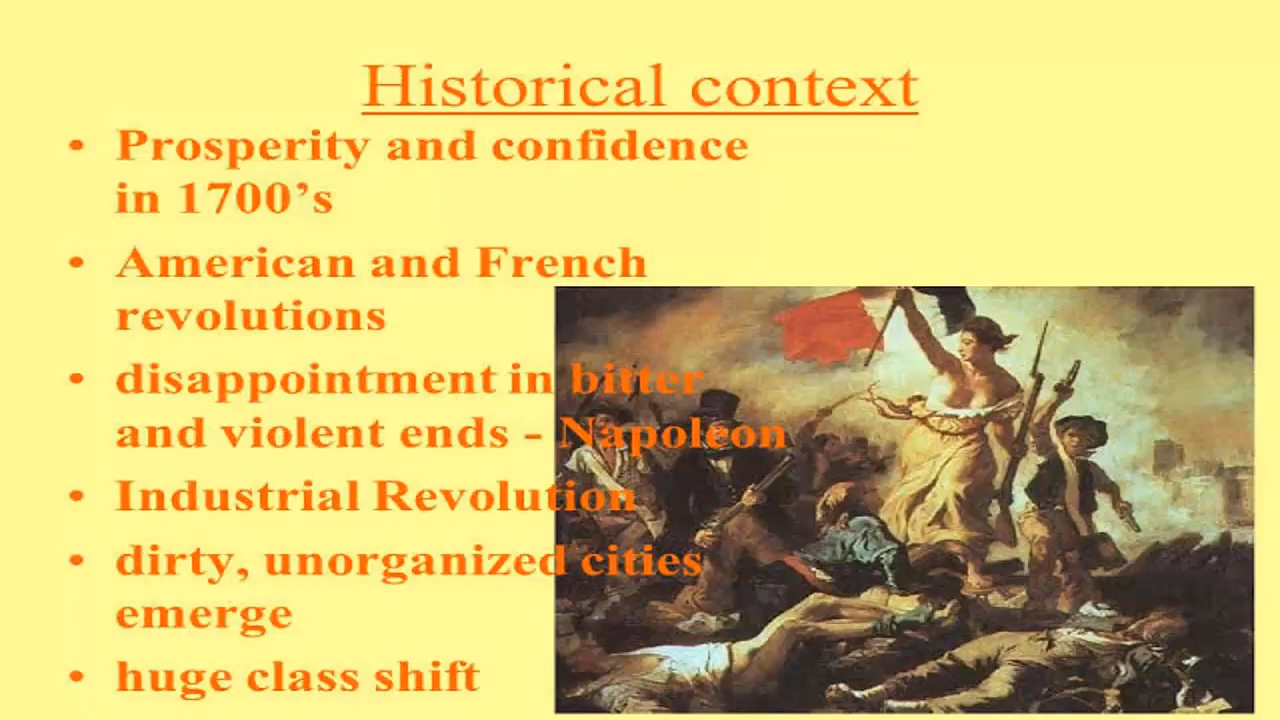 Historical context
• Prosperity and confidence
in 1700’s
• American and French
revolutions
• disappointment in bitter
and violent ends - Napoleon
• Industrial Revolution
• dirty, unorganized cities
emerge
• huge class shift